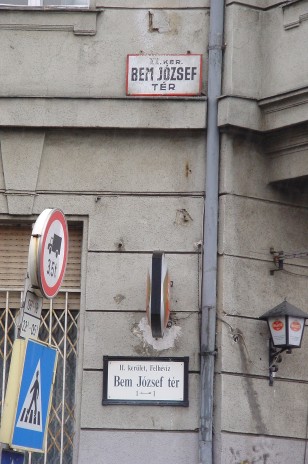 II. KER.
BEM JÓZSEF
TÉR
3,5t
II. kerület, Felhévíz
Bem József tér